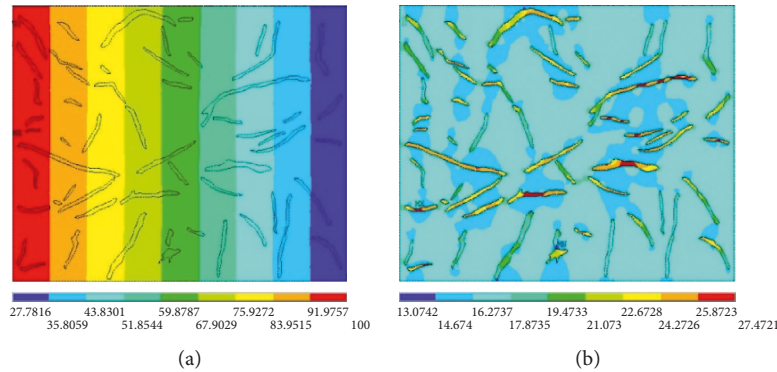 27.7816 43.8301 59.8787 75.9272 91.9757
35.8059 51.8544 67.9029 83.9515 100
(a)
13.0742 16.2737 19.4733 22.6728 25.8723
14.674 17.8735 21.073 24.2726 27.4721
(b)